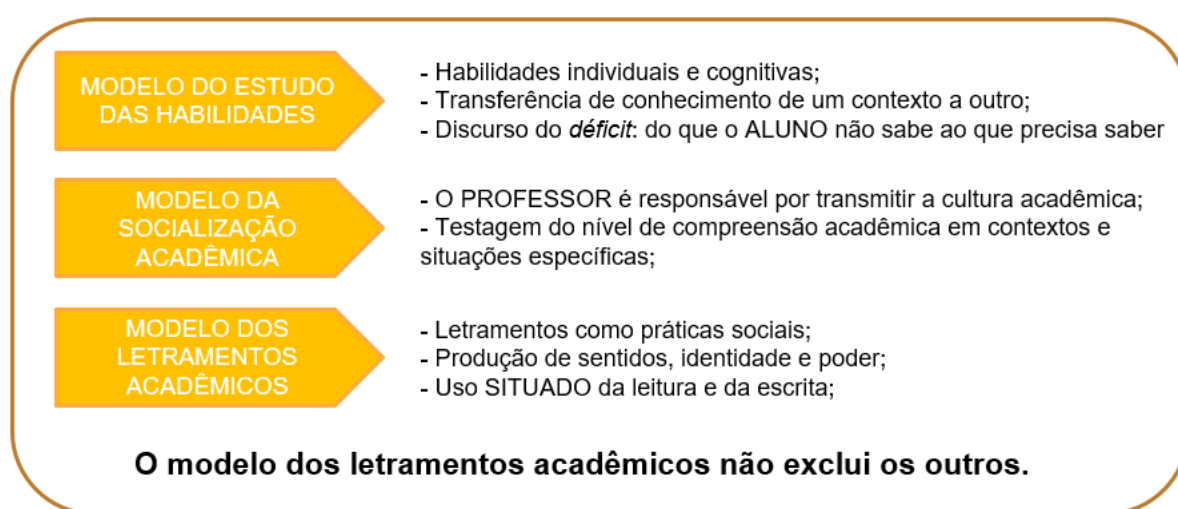 MODELO DO ESTUDO
DAS HABILIDADES
- Habilidades individuais e cognitivas;
- Transferência de conhecimento de um contexto a outro;
- Discurso do déficit: do que o ALUNO não sabe ao que precisa saber
MODELO DA
SOCIALIZAÇÃO
ACADÊMICA
- O PROFESSOR é responsável por transmitir a cultura acadêmica;
- Testagem do nível de compreensão acadêmica em contextos e
situações específicas;
MODELO DOS
LETRAMENTOS
ACADÊMICOS
- Letramentos como práticas sociais;
- Produção de sentidos, identidade e poder;
- Uso SITUADO da leitura e da escrita;
O modelo dos letramentos acadêmicos não exclui os outros.